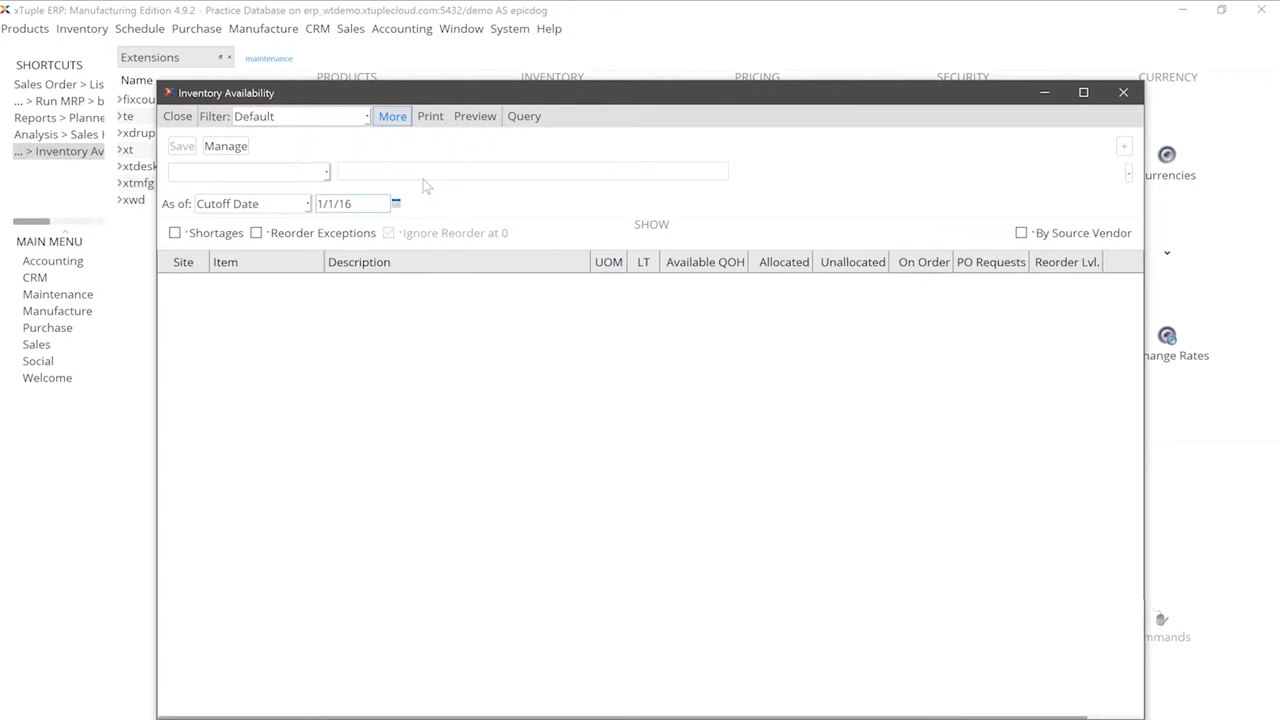 xTuple ERP: Manufacturing Edition 4.9.2 - Practice Database on erp_wtdemo.xtuplecloud.com:5432/demo AS epicdog
Products Inventory Schedule Purchase Manufacture CRM Sales Accounting Window System Help
SHORTCUTS
Sales Order > Lis
... > Run MRP > b
Reports > Planne
Analysis > Sales H
... > Inventory Av
MAIN MENU
Accounting
CRM
Maintenance
Manufacture
Purchase
Sales
Social
Welcome
Extensions
Name
fixcou
te
xdrup
xt
xtdesk
xtmfg
xwd
maintenance
PRODUCTS INVENTORY PRICING SECURITY CURRENCY
Inventory Availability
Close Filter: Default More Print Preview Query
Save Manage +
As of: Cutoff Date 1/1/16
SHOW
Shortages Reorder Exceptions Ignore Reorder at 0 By Source Vendor
Site Item Description UOM LT Available QOH Allocated Unallocated On Order PO Requests Reorder Lvl.
urrencies
hange Rates
mmands